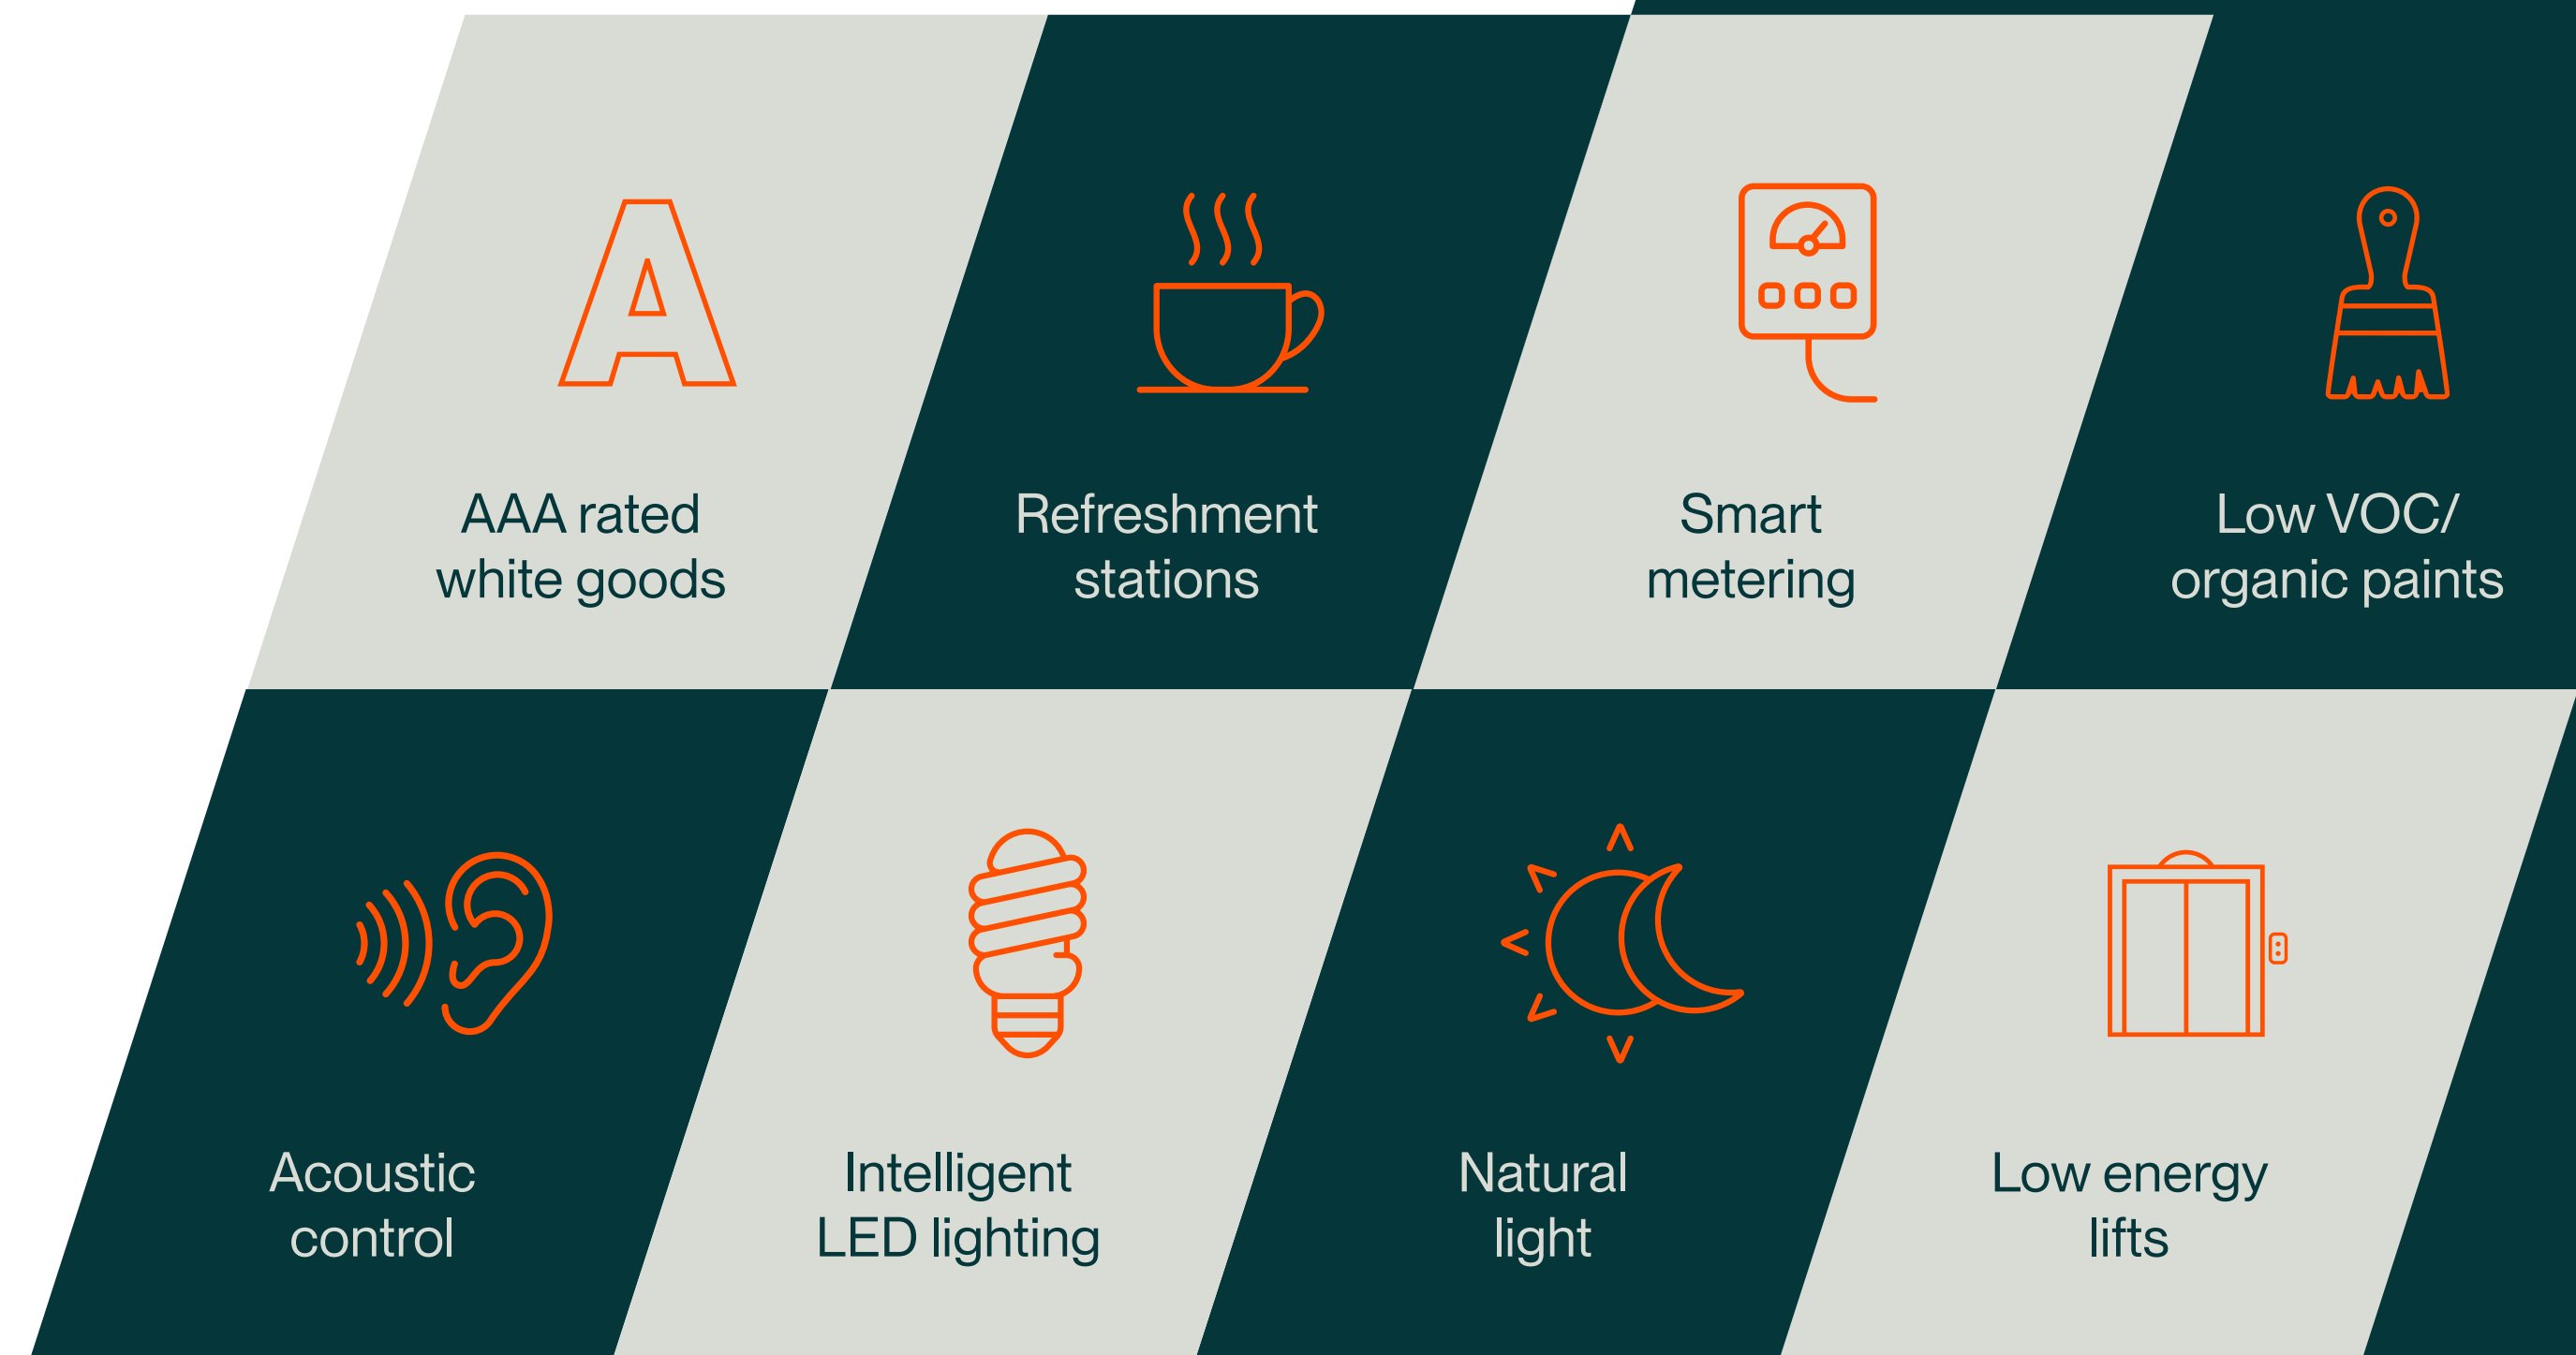 AAA rated
white goods
Refreshment
stations
Smart
metering
Low VOC/
organic paints
Acoustic
control
Intelligent
LED lighting
Natural
light
Low energy
lifts